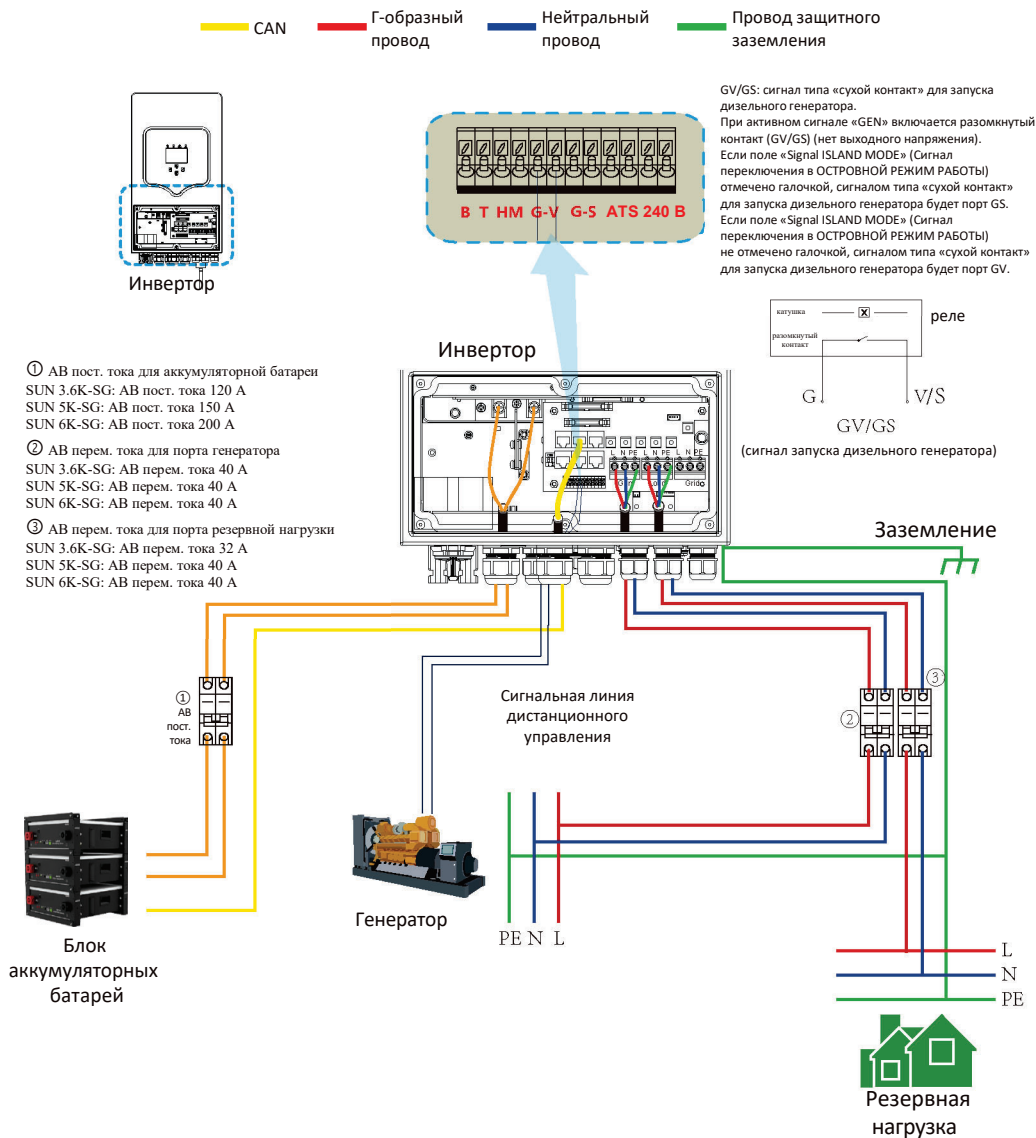 CAN
Г-образный
провод
Нейтральный
провод
Провод защитного
заземления
GV/GS: сигнал типа «сухой контакт» для запуска
дизельного генератора.
При активном сигнале «GEN» включается разомкнутый
контакт (GV/GS) (нет выходного напряжения).
Если поле «Signal ISLAND MODE» (Сигнал
переключения в ОСТРОВНОЙ РЕЖИМ РАБОТЫ)
отмечено галочкой, сигналом типа «сухой контакт»
для запуска дизельного генератора будет порт GS.
Если поле «Signal ISLAND MODE» (Сигнал
переключения в ОСТРОВНОЙ РЕЖИМ РАБОТЫ)
не отмечено галочкой, сигналом типа «сухой контакт»
для запуска дизельного генератора будет порт GV.
B T HM G-V G-S ATS 240 B
Инвертор
катушка
X
реле
разомкнутый
контакт
G
V/S
GV/GS
(сигнал запуска дизельного генератора)
Инвертор
① АВ пост. тока для аккумуляторной батареи
SUN 3.6K-SG: АВ пост. тока 120 А
SUN 5K-SG: АВ пост. тока 150 А
SUN 6K-SG: АВ пост. тока 200 А
② АВ перем. тока для порта генератора
SUN 3.6K-SG: АВ перем. тока 40 А
SUN 5K-SG: АВ перем. тока 40 А
SUN 6K-SG: АВ перем. тока 40 А
③ АВ перем. тока для порта резервной нагрузки
SUN 3.6K-SG: АВ перем. тока 32 А
SUN 5K-SG: АВ перем. тока 40 А
SUN 6K-SG: АВ перем. тока 40 А
L N PE L N PE L N PE
Grid
Заземление
①
АВ
пост.
тока
Сигнальная линия
дистанционного
управления
②
③
Генератор
PE N L
Блок
аккумуляторных
батарей
L
N
PE
Резервная
нагрузка